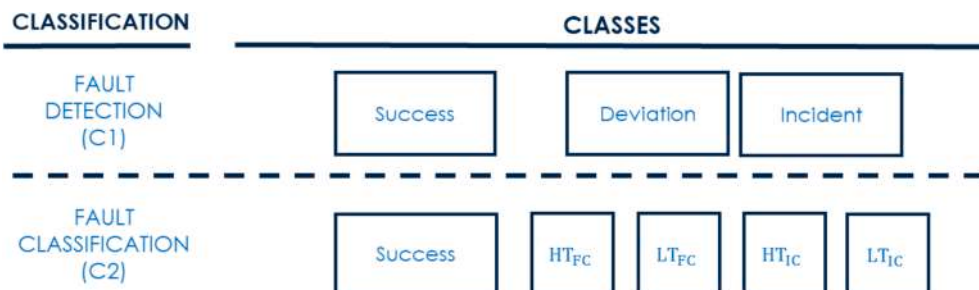 CLASSIFICATION
CLASSES
FAULT
DETECTION
(C1)
Success
Deviation
Incident
FAULT
CLASSIFICATION
(C2)
Success
HT_FC
LT_FC
HT_IC
LT_IC